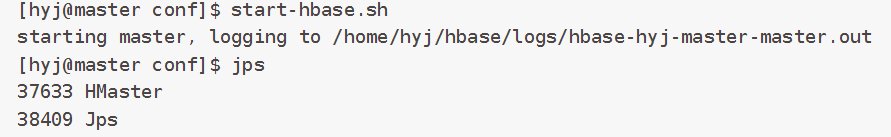 [hyj@master conf]$ start-hbase.sh
starting master, logging to /home/hyj/hbase/logs/hbase-hyj-master-master.out
[hyj@master conf]$ jps
37633 HMaster
38409 Jps